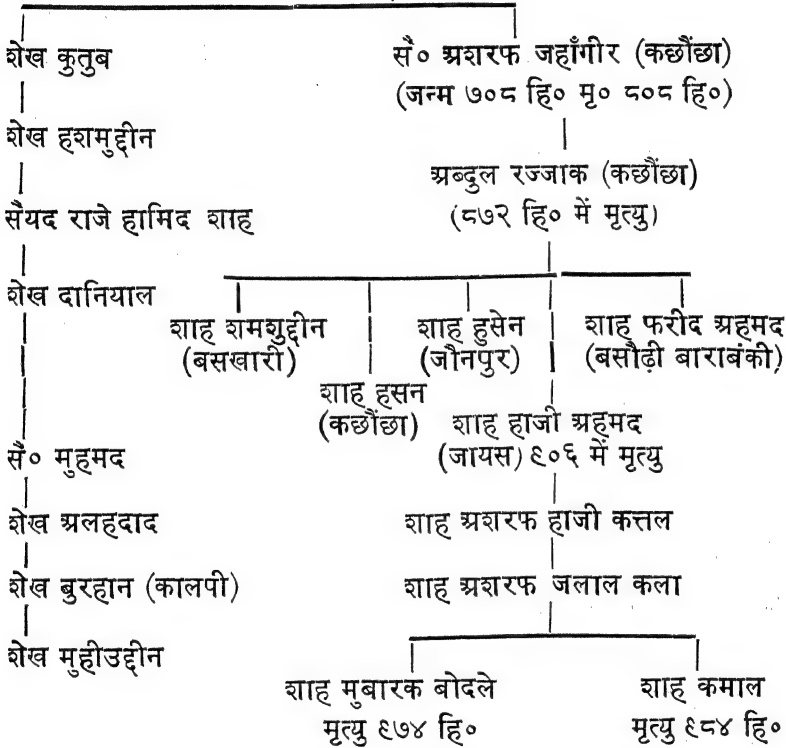 शेख कुतुब
सै० अशरफ जहाँगीर (कछौंछा)
(जन्म ७०८ हि० मृ० ८०८ हि०)
शेख हशमुद्दीन
अब्दुल रज्जाक (कछौंछा)
(८७२ हि० में मृत्यु)
सैयद राजे हामिद शाह
शेख दानियाल
शाह शमशुद्दीन
(बसखारी)
शाह हुसेन
(जौनपुर)
शाह फरीद अहमद
(बसौढ़ी बाराबंकी)
शाह हसन
(कछौंछा)
शाह हाजी अहमद
(जायस) ९०६ में मृत्यु
सै० मुहमद
शेख अलहदाद
शाह अशरफ हाजी कत्तल
शेख बुरहान (कालपी)
शाह अशरफ जलाल कला
शेख मुहीउद्दीन
शाह मुबारक बोदले
मृत्यु ९७४ हि०
शाह कमाल
मृत्यु ९८४ हि०